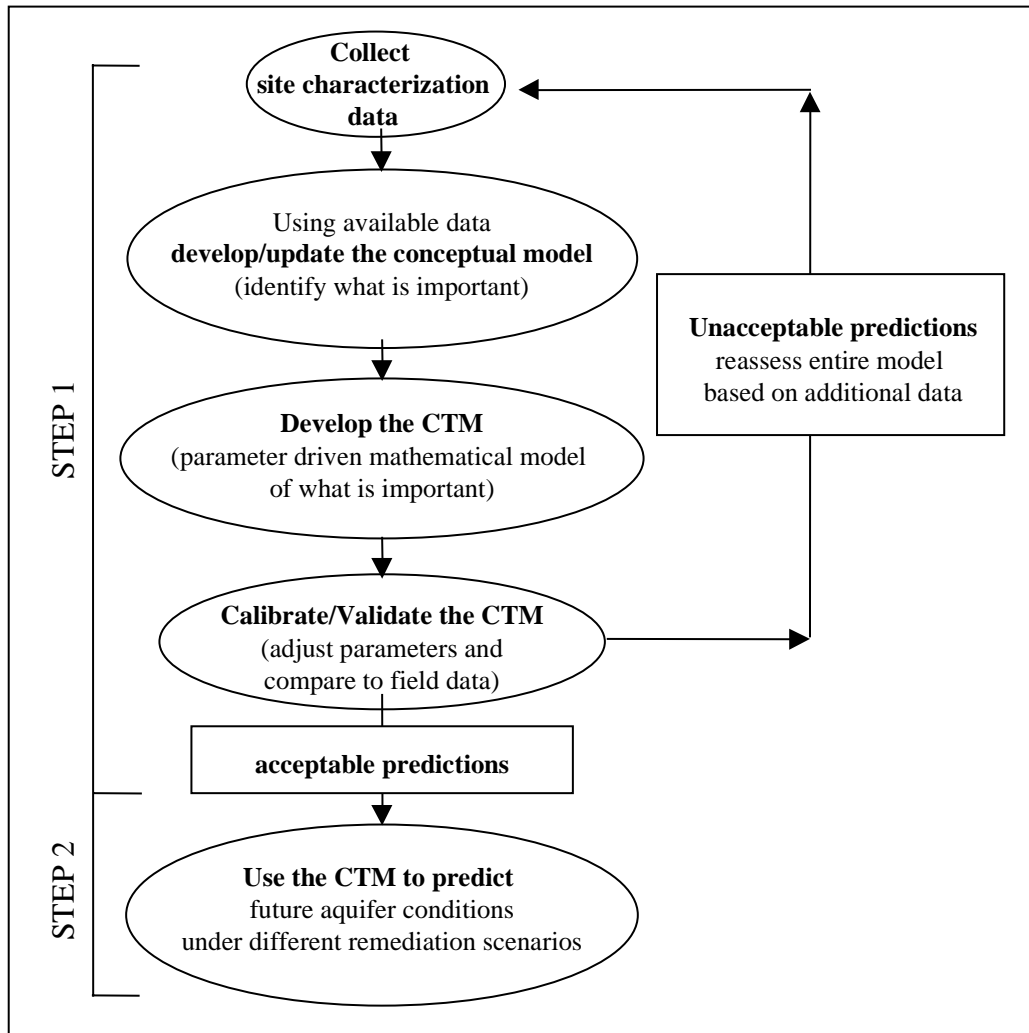 Collect
site characterization
data
Using available data
develop/update the conceptual model
(identify what is important)
Unacceptable predictions
reassess entire model
based on additional data
STEP 1
Develop the CTM
(parameter driven mathematical model
of what is important)
Calibrate/Validate the CTM
(adjust parameters and
compare to field data)
acceptable predictions
STEP 2
Use the CTM to predict
future aquifer conditions
under different remediation scenarios